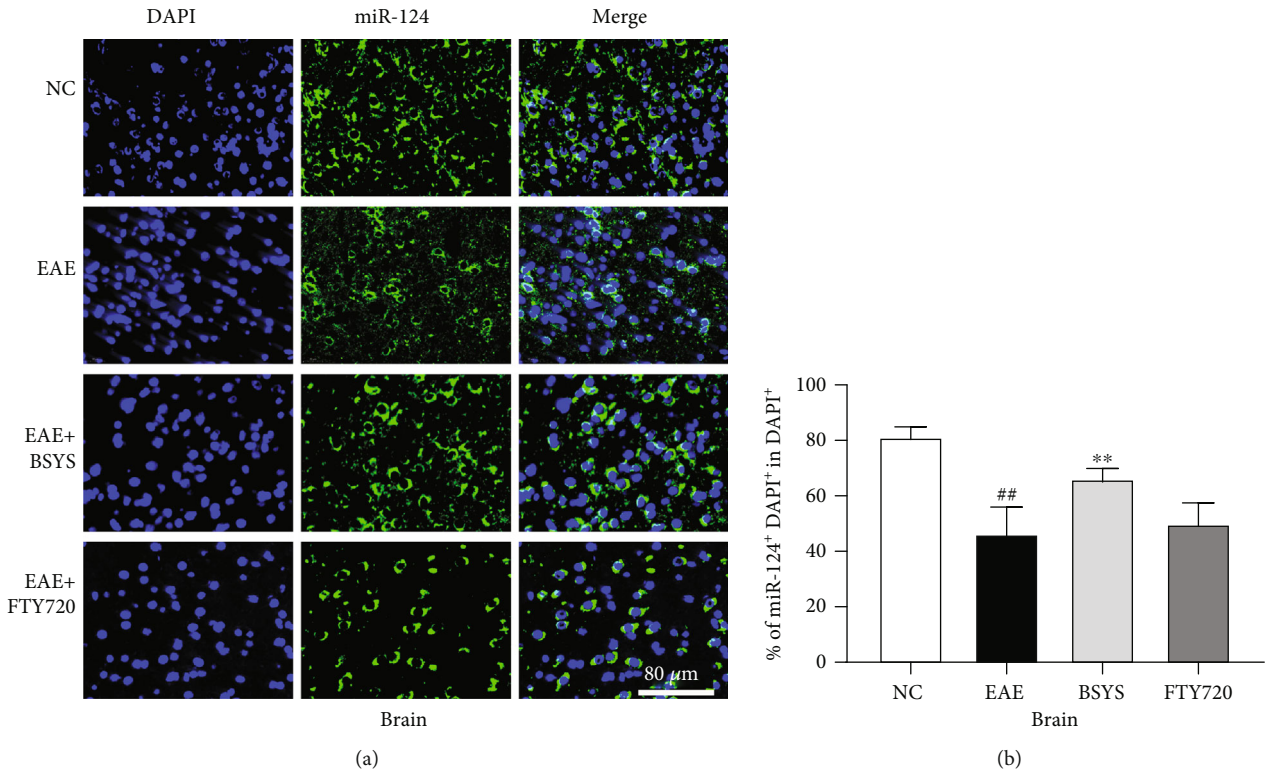 DAPI miR-124 Merge
NC
EAE
EAE+
BSYS
EAE+
FTY720
80 μm
Brain
(a)
% of miR-124⁺ DAPI⁺ in DAPI⁺
100
80
60
40
20
0
##
**
NC EAE BSYS FTY720
Brain
(b)